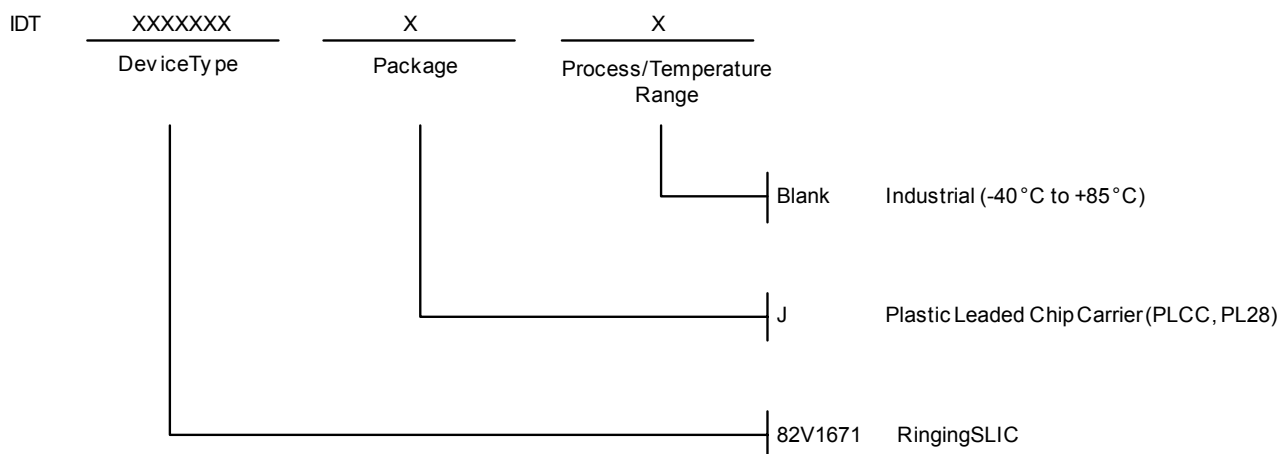 IDT XXXXXXX X X
DeviceType Package Process/Temperature
Range
Blank Industrial (-40°C to +85°C)
J Plastic Leaded Chip Carrier (PLCC, PL28)
82V1671 RingingSLIC